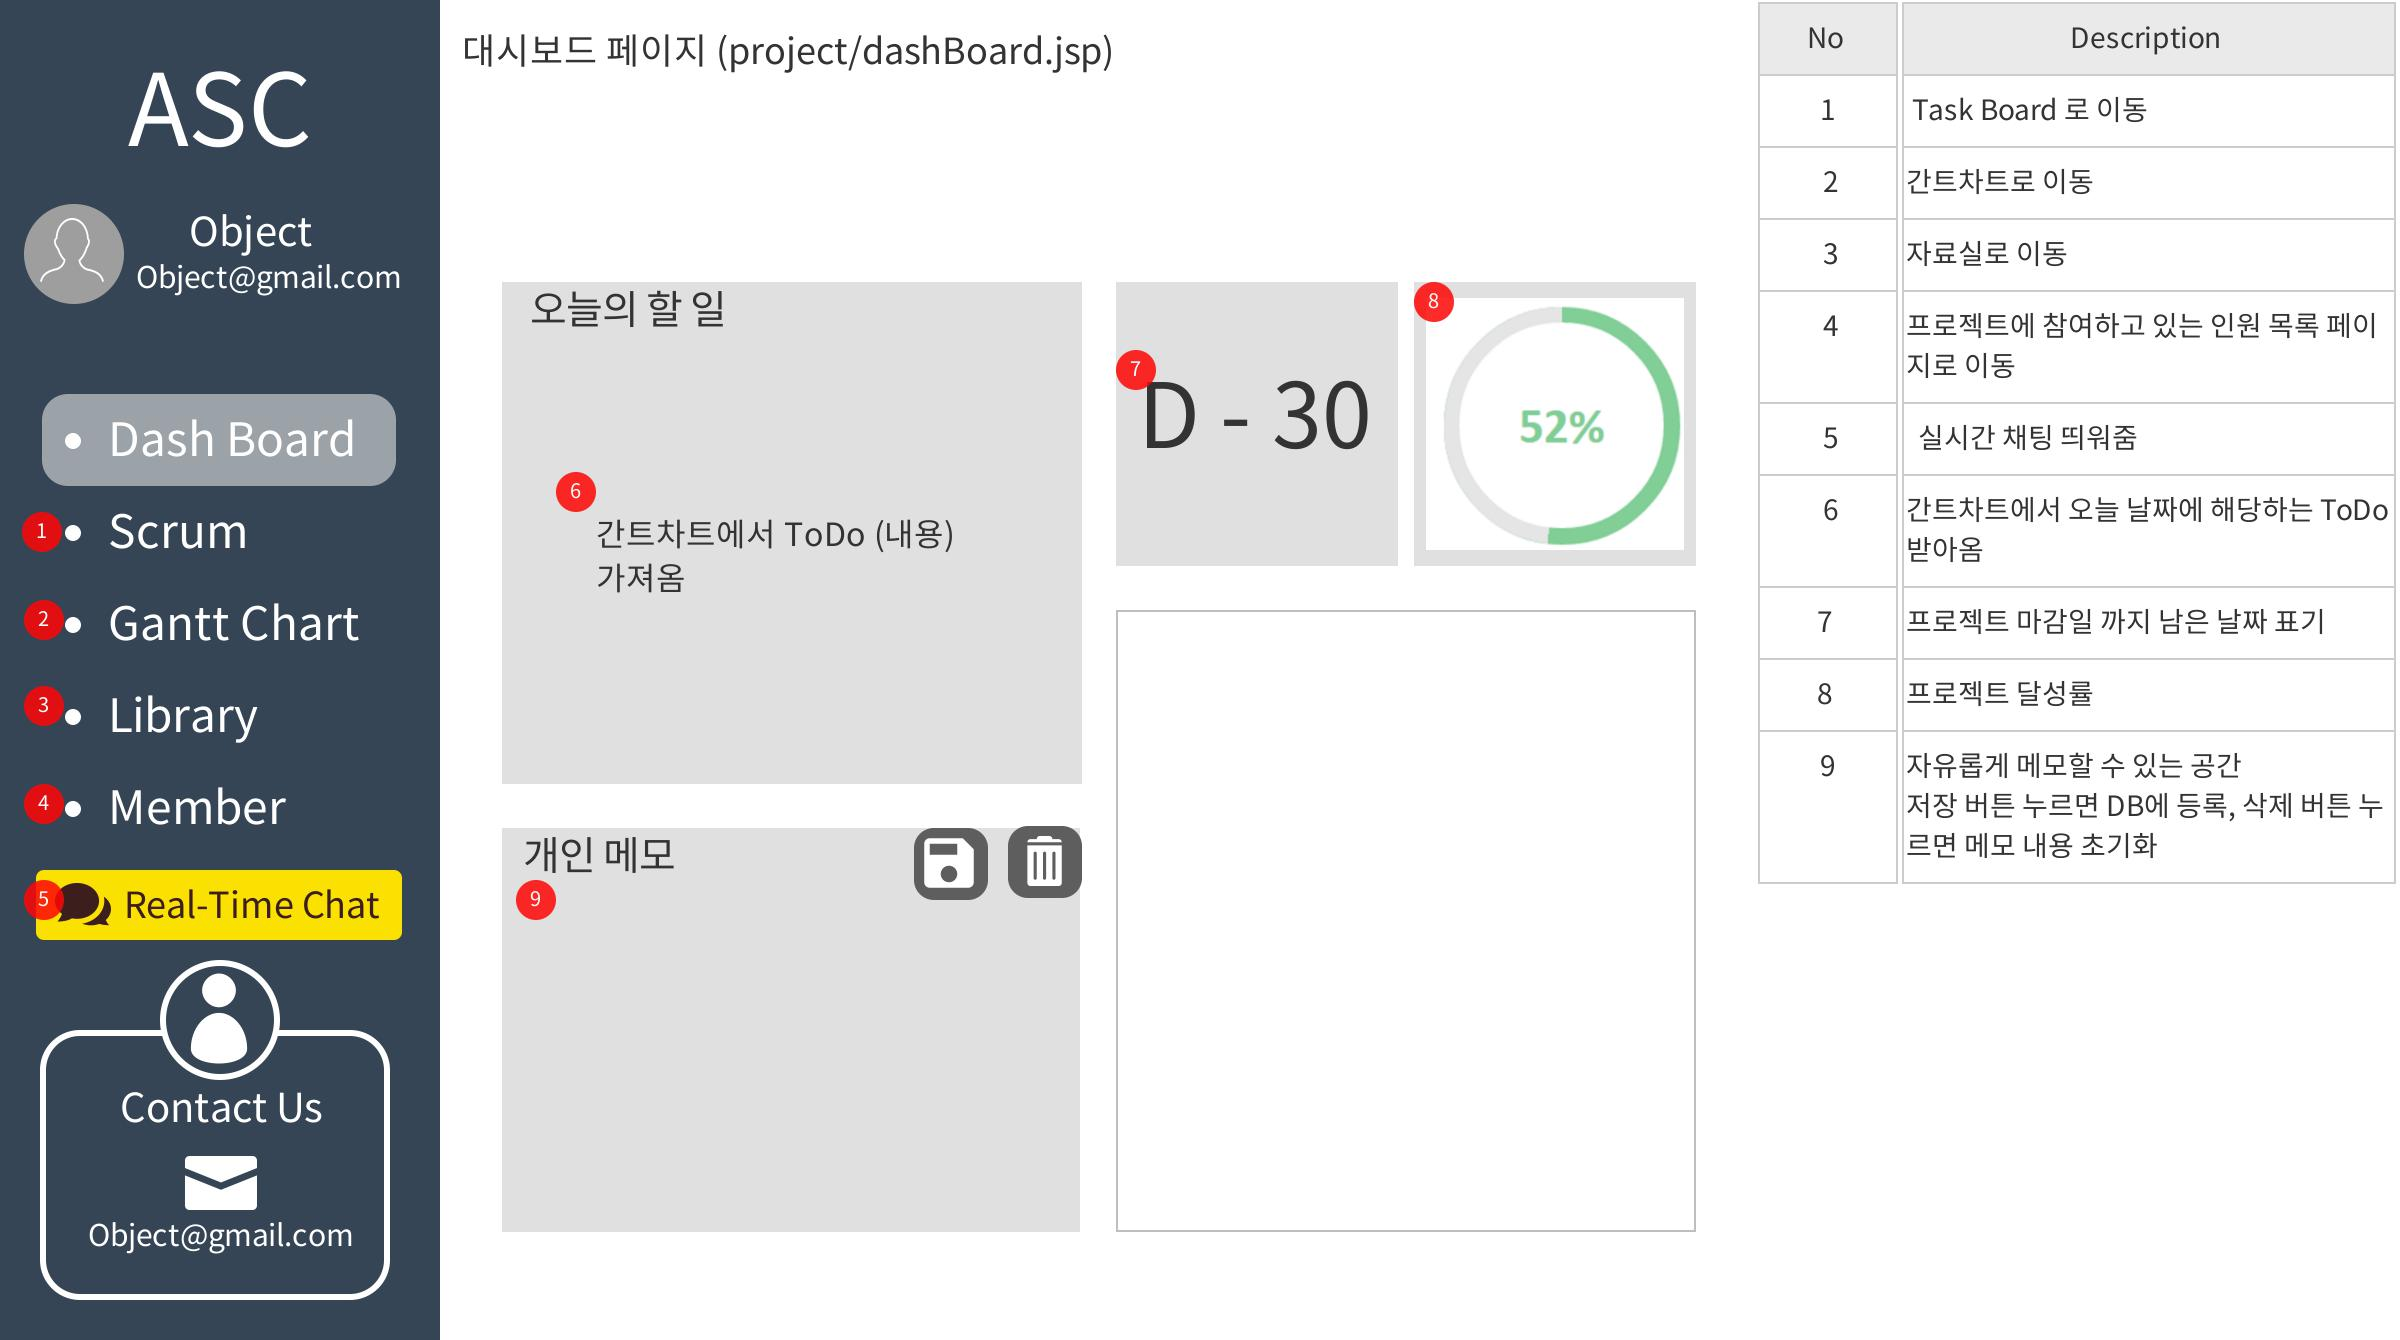 ASC
Object
Object@gmail.com
Dash Board
1
Scrum
2
Gantt Chart
3
Library
4
Member
5
Real-Time Chat
Contact Us
Object@gmail.com
대시보드 페이지 (project/dashBoard.jsp)
오늘의 할 일
6
간트차트에서 ToDo (내용)
가져옴
7
D - 30
8
52%
개인 메모
9
No Description
1 Task Board 로 이동
2 간트차트로 이동
3 자료실로 이동
4 프로젝트에 참여하고 있는 인원 목록 페이
지로 이동
5 실시간 채팅 띄워줌
6 간트차트에서 오늘 날짜에 해당하는 ToDo
받아옴
7 프로젝트 마감일 까지 남은 날짜 표기
8 프로젝트 달성률
9 자유롭게 메모할 수 있는 공간
저장 버튼 누르면 DB에 등록, 삭제 버튼 누
르면 메모 내용 초기화